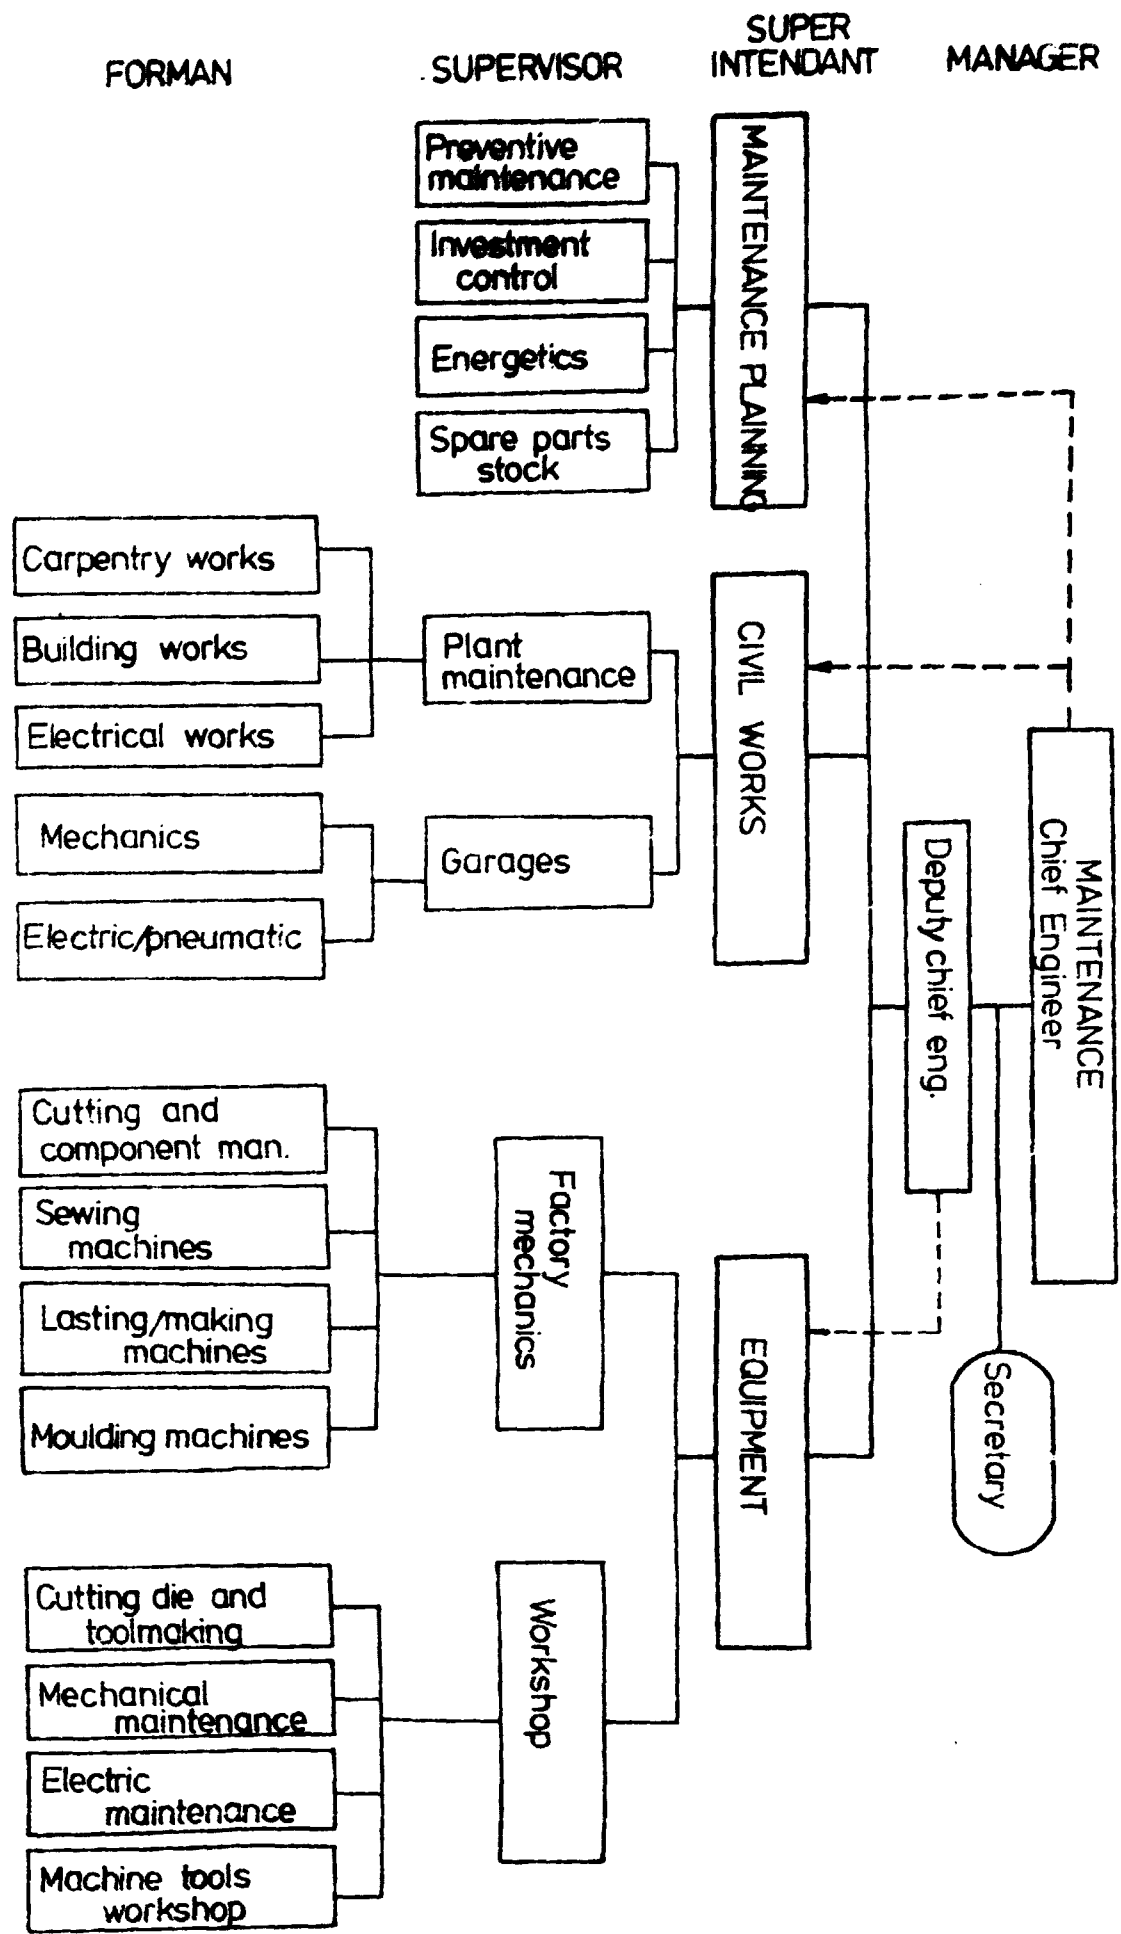 FORMAN
SUPERVISOR
SUPER
INTENDANT
MANAGER
Preventive
maintenance
Investment
control
Energetics
Spare parts
stock
MAINTENANCE PLAINNING
Carpentry works
Building works
Electrical works
Mechanics
Electric/pneumatic
Plant
maintenance
Garages
CIVIL WORKS
MAINTENANCE
Chief Engineer
Deputy chief eng.
Secretary
Cutting and
component man.
Sewing
machines
Lasting/making
machines
Moulding machines
Factory
mechanics
EQUIPMENT
Cutting die and
toolmaking
Mechanical
maintenance
Electric
maintenance
Machine tools
workshop
Workshop